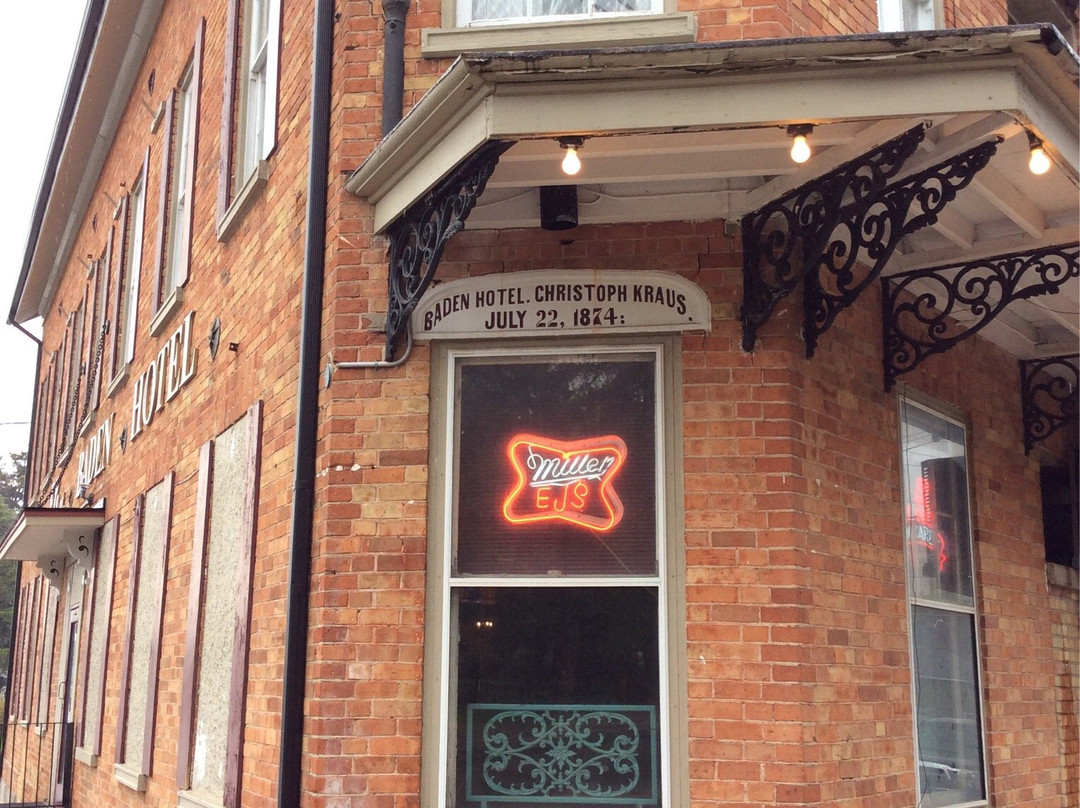 BADEN HOTEL. CHRISTOPH KRAUS.
JULY 22, 1874:
BADEN HOTEL
Miller
EJS